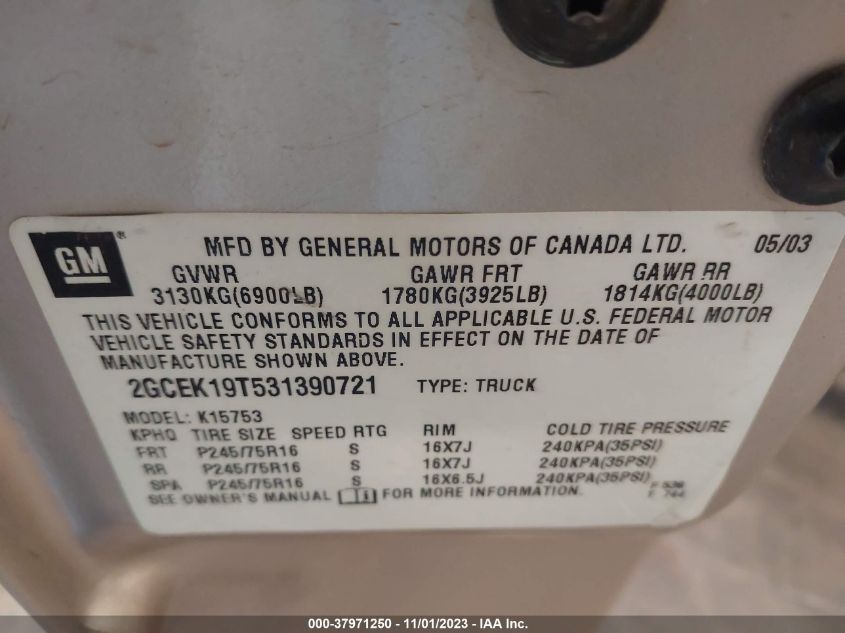 GM ® MFD BY GENERAL MOTORS OF CANADA LTD. 05/03
GVWR GAWR FRT GAWR RR
3130KG(6900LB) 1780KG(3925LB) 1814KG(4000LB)
THIS VEHICLE CONFORMS TO ALL APPLICABLE U.S. FEDERAL MOTOR
VEHICLE SAFETY STANDARDS IN EFFECT ON THE DATE OF
MANUFACTURE SHOWN ABOVE.
2GCEK19T531390721 TYPE: TRUCK
MODEL: K15753
KPHQ TIRE SIZE SPEED RTG RIM COLD TIRE PRESSURE
FRT P245/75R16 S 16X7J 240KPA(35PSI)
RR P245/75R16 S 16X7J 240KPA(35PSI)
SPA P245/75R16 S 16X6.5J 240KPA(35PSI)
SEE OWNER'S MANUAL FOR MORE INFORMATION.
F 538
E 744
000-37971250 - 11/01/2023 - IAA Inc.